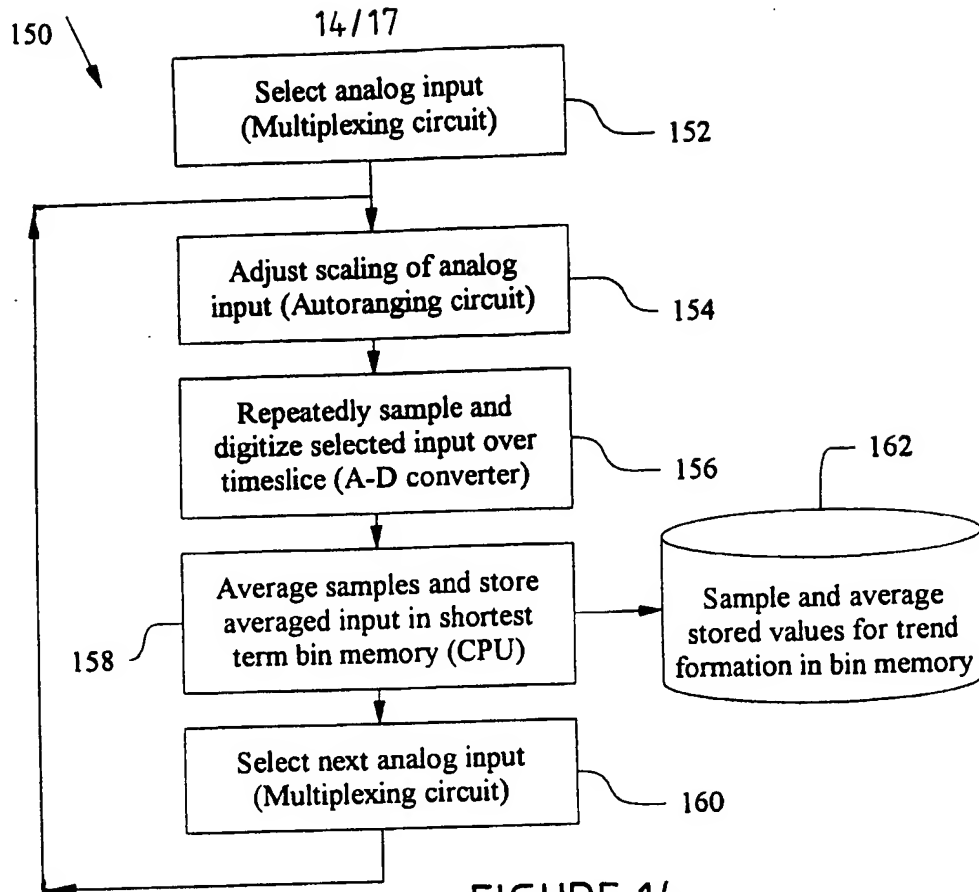 14/17
150
Select analog input
(Multiplexing circuit)
152
Adjust scaling of analog
input (Autoranging circuit)
154
Repeatedly sample and
digitize selected input over
timeslice (A-D converter)
156
162
Average samples and store
averaged input in shortest
term bin memory (CPU)
158
Sample and average
stored values for trend
formation in bin memory
Select next analog input
(Multiplexing circuit)
160
FIGURE 14